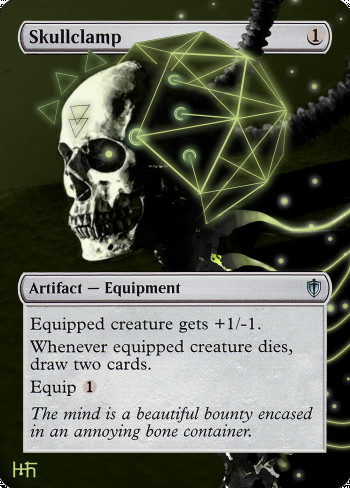 Skullclamp 1
Artifact — Equipment
Equipped creature gets +1/-1.
Whenever equipped creature dies,
draw two cards.
Equip 1
The mind is a beautiful bounty encased
in an annoying bone container.